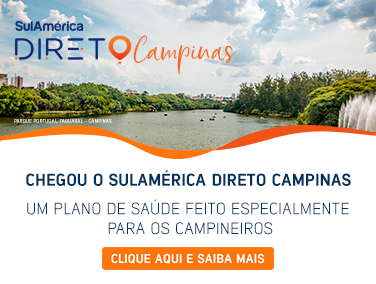 SulAmérica
DIRETO Campinas
PARQUE PORTUGAL TAQUARAL - CAMPINAS
CHEGOU O SULAMÉRICA DIRETO CAMPINAS
UM PLANO DE SAÚDE FEITO ESPECIALMENTE
PARA OS CAMPINEIROS
CLIQUE AQUI E SAIBA MAIS